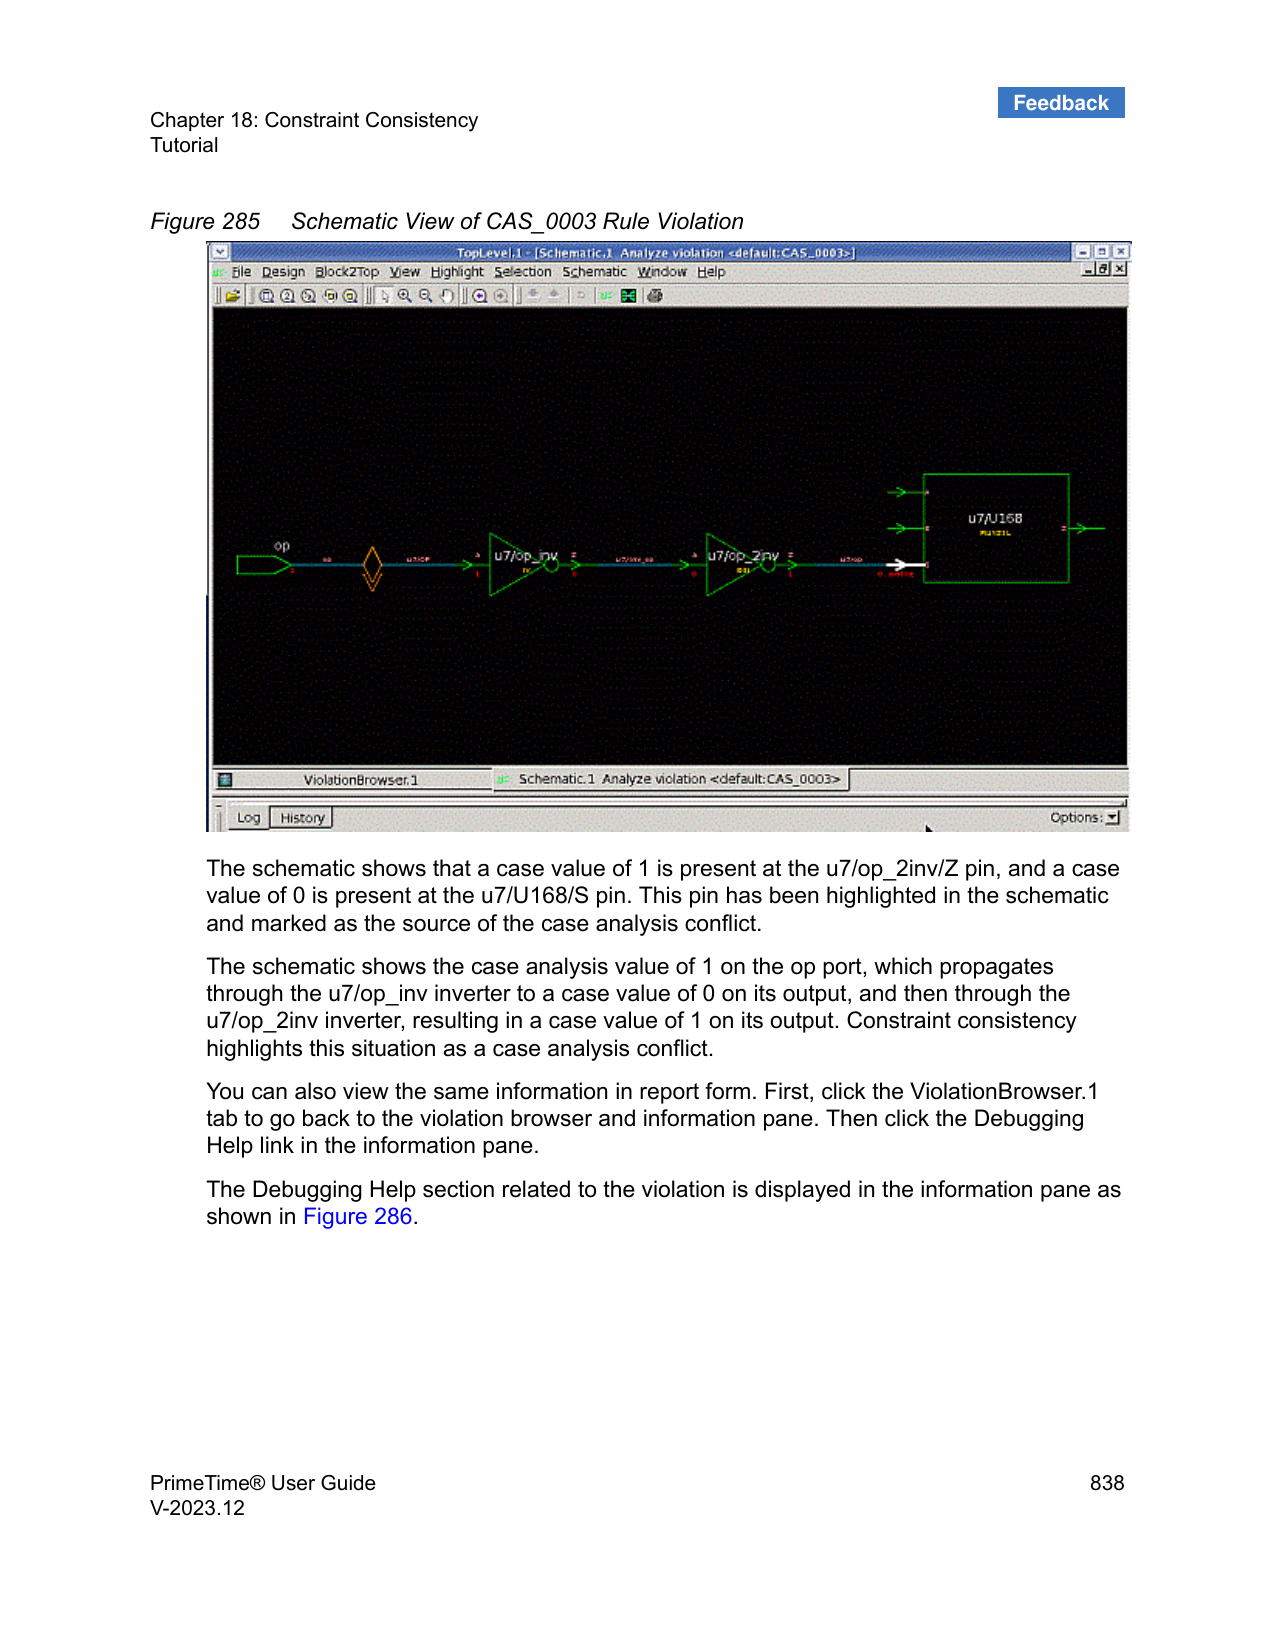 Feedback
Chapter 18: Constraint Consistency
Tutorial
Figure 285 Schematic View of CAS_0003 Rule Violation
TopLevel.1 - [Schematic.1 Analyze violation <default:CAS_0003>]
File Design Block2Top View Highlight Selection Schematic Window Help
u7/U168
op
u7/op_inv
u7/op_2inv
ViolationBrowser.1
Schematic.1 Analyze violation <default:CAS_0003>
Log History Options:
The schematic shows that a case value of 1 is present at the u7/op_2inv/Z pin, and a case
value of 0 is present at the u7/U168/S pin. This pin has been highlighted in the schematic
and marked as the source of the case analysis conflict.
The schematic shows the case analysis value of 1 on the op port, which propagates
through the u7/op_inv inverter to a case value of 0 on its output, and then through the
u7/op_2inv inverter, resulting in a case value of 1 on its output. Constraint consistency
highlights this situation as a case analysis conflict.
You can also view the same information in report form. First, click the ViolationBrowser.1
tab to go back to the violation browser and information pane. Then click the Debugging
Help link in the information pane.
The Debugging Help section related to the violation is displayed in the information pane as
shown in Figure 286.
PrimeTime® User Guide
838
V-2023.12